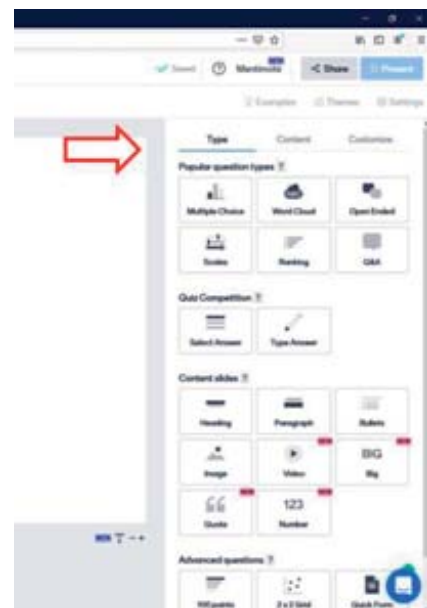 Saved Mentimote Share Present
Examples Themes Settings
Type Content Customize
Popular question types ?
Multiple Choice Word Cloud Open Ended
Scales Ranking Q&A
Quiz Competition ?
Select Answer Type Answer
Content slides ?
Heading Paragraph Bullets
BIG
Image Video Big
123
Quote Number
Advanced questions ?
100 points 2 x 2 Grid Quick Form